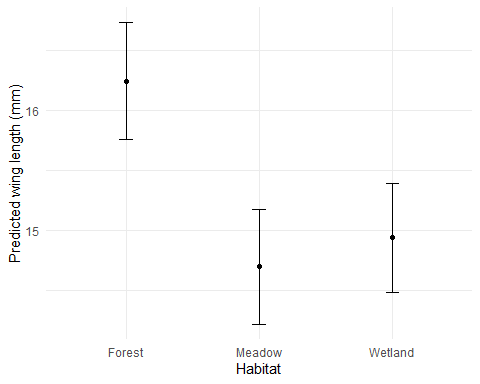 Predicted wing length (mm)
16
15
Forest Meadow Wetland
Habitat